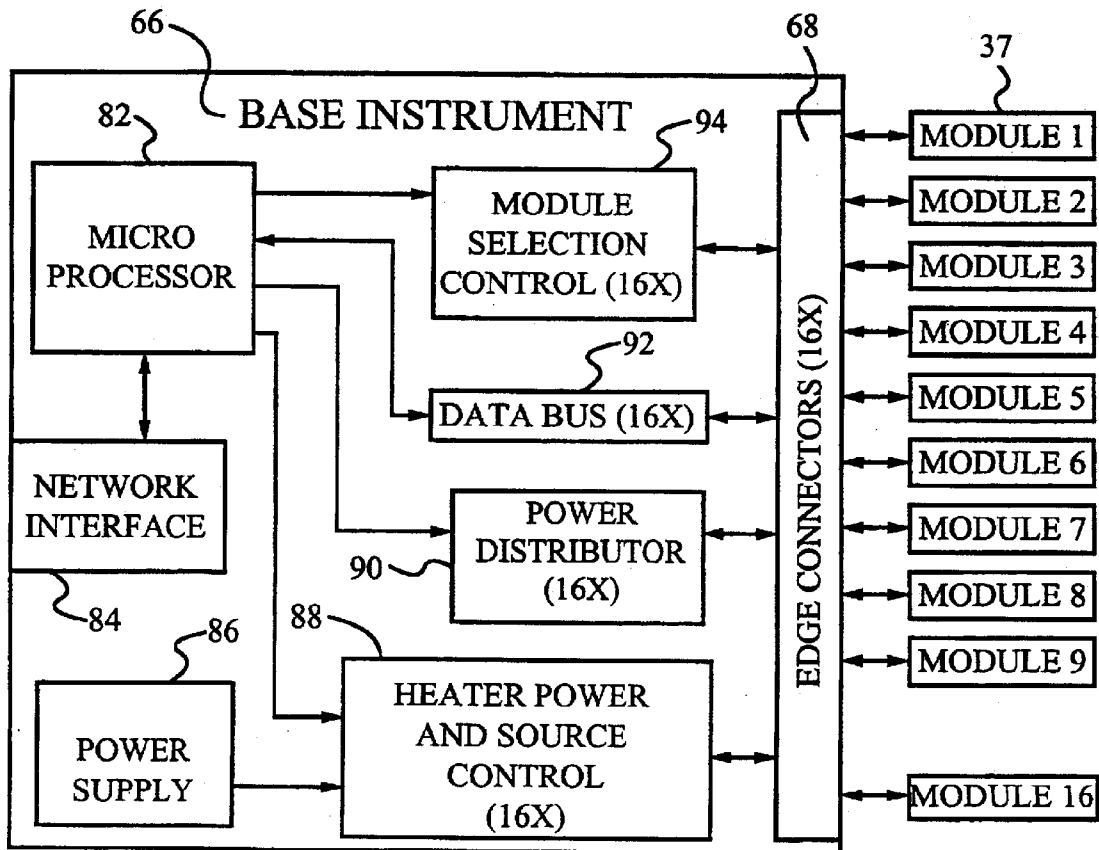 66
68
37
BASE INSTRUMENT
82
94
MICRO
PROCESSOR
MODULE
SELECTION
CONTROL (16X)
92
DATA BUS (16X)
NETWORK
INTERFACE
84
POWER
DISTRIBUTOR
(16X)
90
86
88
POWER
SUPPLY
HEATER POWER
AND SOURCE
CONTROL
(16X)
EDGE CONNECTORS (16X)
MODULE 1
MODULE 2
MODULE 3
MODULE 4
MODULE 5
MODULE 6
MODULE 7
MODULE 8
MODULE 9
MODULE 16